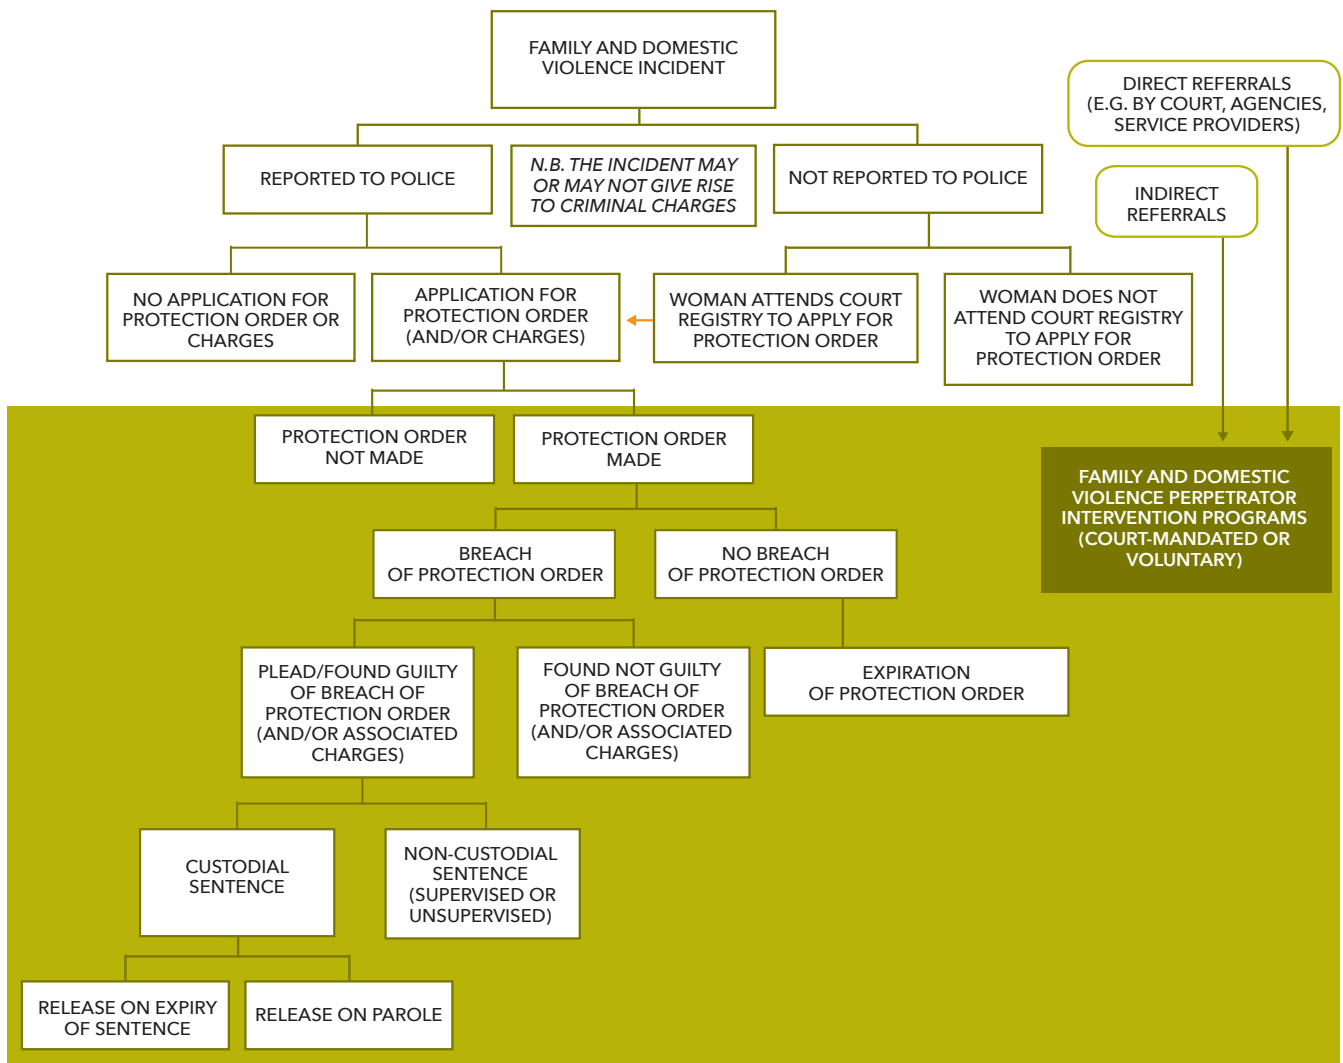 FAMILY AND DOMESTIC
VIOLENCE INCIDENT
DIRECT REFERRALS
(E.G. BY COURT, AGENCIES,
SERVICE PROVIDERS)
REPORTED TO POLICE
N.B. THE INCIDENT MAY
OR MAY NOT GIVE RISE
TO CRIMINAL CHARGES
NOT REPORTED TO POLICE
INDIRECT
REFERRALS
NO APPLICATION FOR
PROTECTION ORDER OR
CHARGES
APPLICATION FOR
PROTECTION ORDER
(AND/OR CHARGES)
WOMAN ATTENDS COURT
REGISTRY TO APPLY FOR
PROTECTION ORDER
WOMAN DOES NOT
ATTEND COURT REGISTRY
TO APPLY FOR
PROTECTION ORDER
PROTECTION ORDER
NOT MADE
PROTECTION ORDER
MADE
FAMILY AND DOMESTIC
VIOLENCE PERPETRATOR
INTERVENTION PROGRAMS
(COURT-MANDATED OR
VOLUNTARY)
BREACH
OF PROTECTION ORDER
NO BREACH
OF PROTECTION ORDER
PLEAD/FOUND GUILTY
OF BREACH OF
PROTECTION ORDER
(AND/OR ASSOCIATED
CHARGES)
FOUND NOT GUILTY
OF BREACH OF
PROTECTION ORDER
(AND/OR ASSOCIATED
CHARGES)
EXPIRATION
OF PROTECTION ORDER
CUSTODIAL
SENTENCE
NON-CUSTODIAL
SENTENCE
(SUPERVISED OR
UNSUPERVISED)
RELEASE ON EXPIRY
OF SENTENCE
RELEASE ON PAROLE